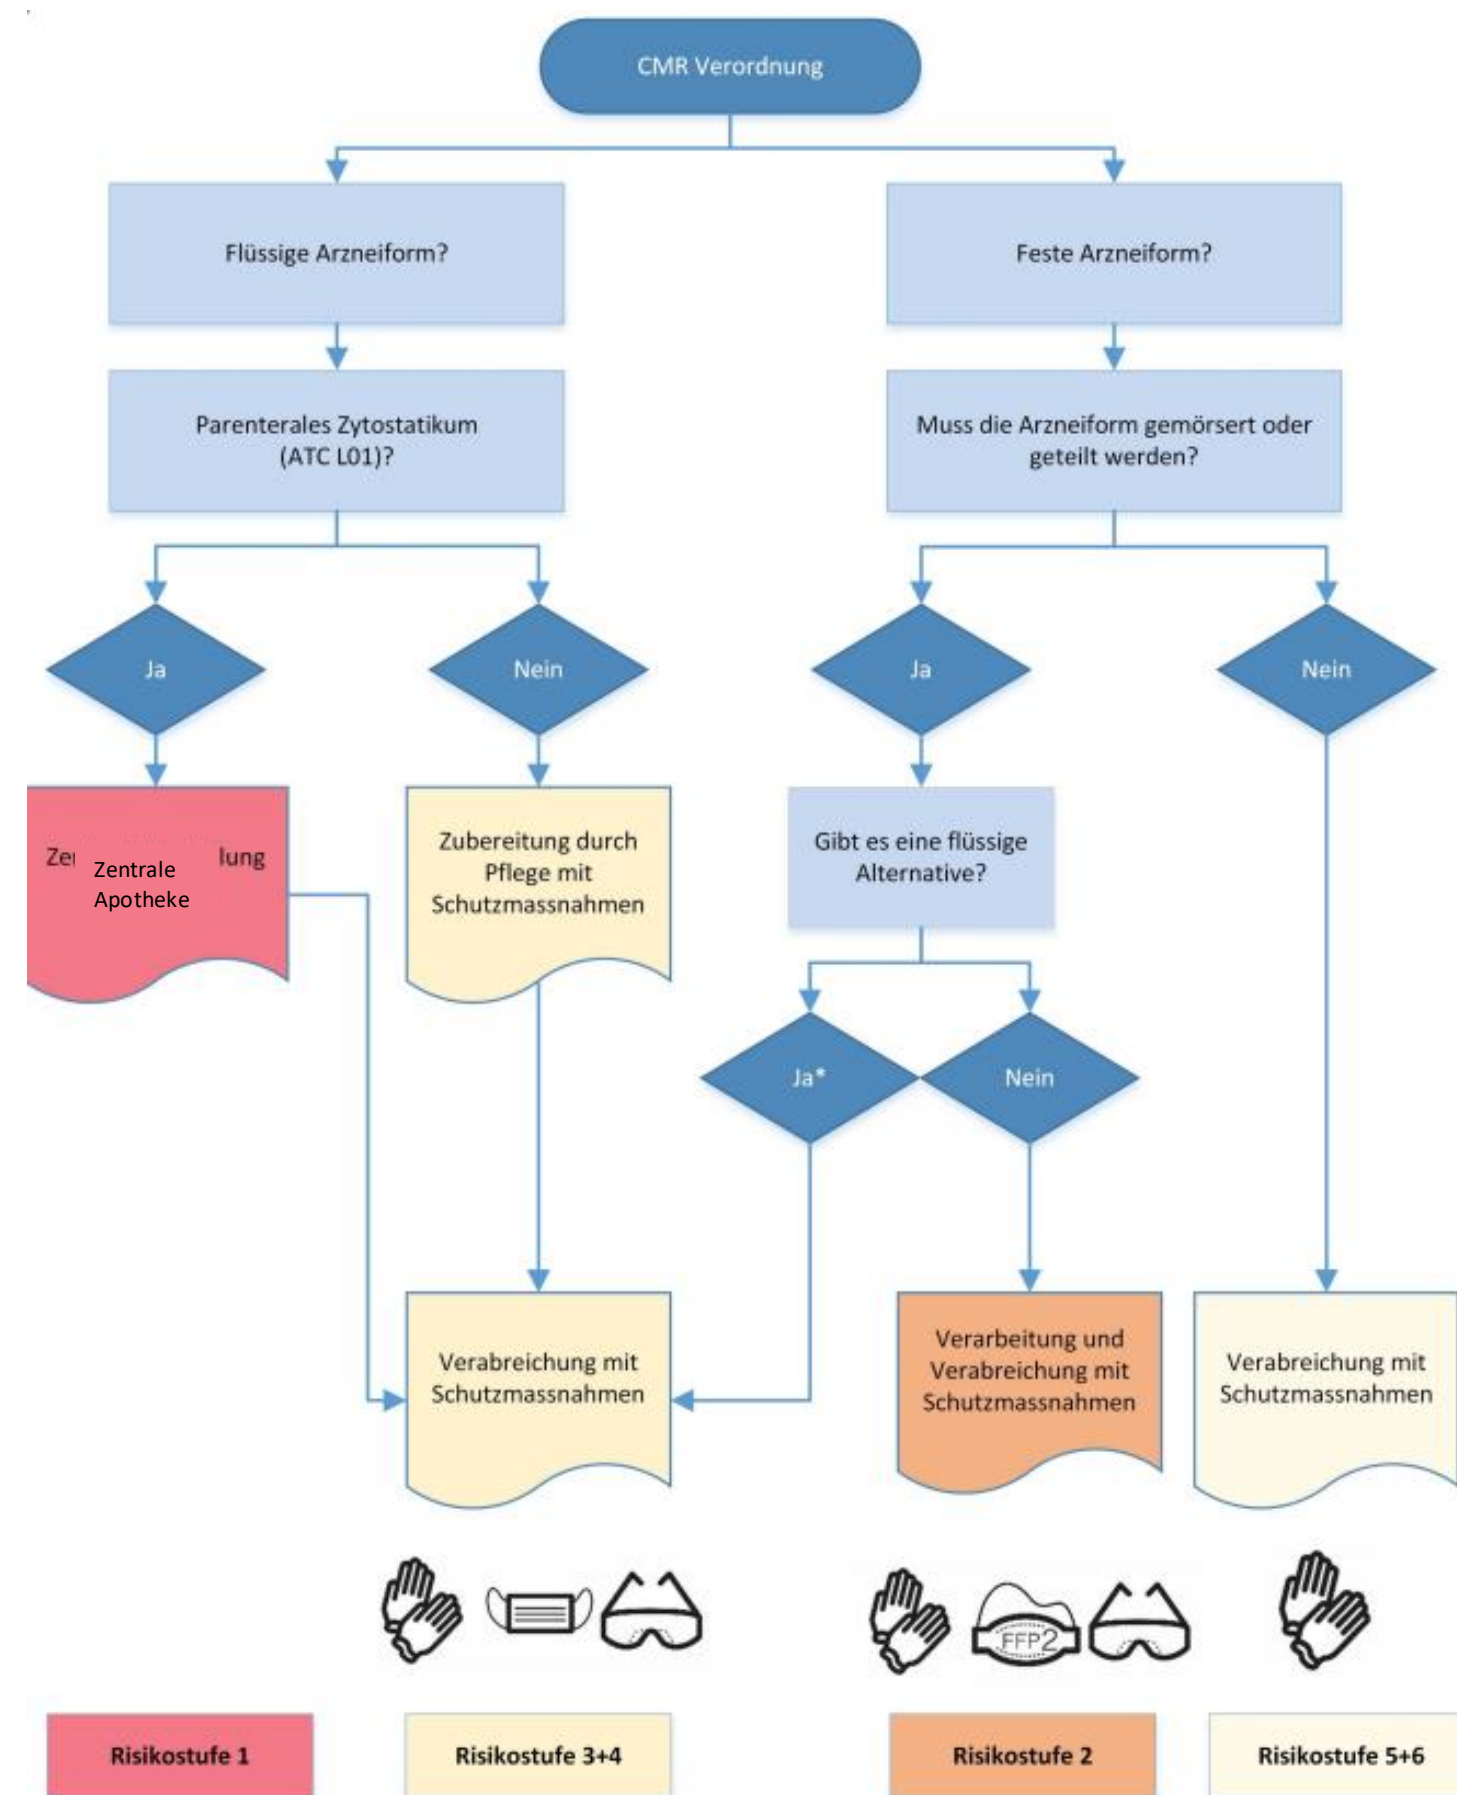 CMR Verordnung
Flüssige Arzneiform?
Feste Arzneiform?
Parenterales Zytostatikum
(ATC L01)?
Muss die Arzneiform gemörsert oder
geteilt werden?
Ja
Nein
Ja
Nein
Zentrale
Apotheke
lung
Zubereitung durch
Pflege mit
Schutzmassnahmen
Gibt es eine flüssige
Alternative?
Ja*
Nein
Verabreichung mit
Schutzmassnahmen
Verarbeitung und
Verabreichung mit
Schutzmassnahmen
Verabreichung mit
Schutzmassnahmen
FFP2
Risikostufe 1
Risikostufe 3+4
Risikostufe 2
Risikostufe 5+6